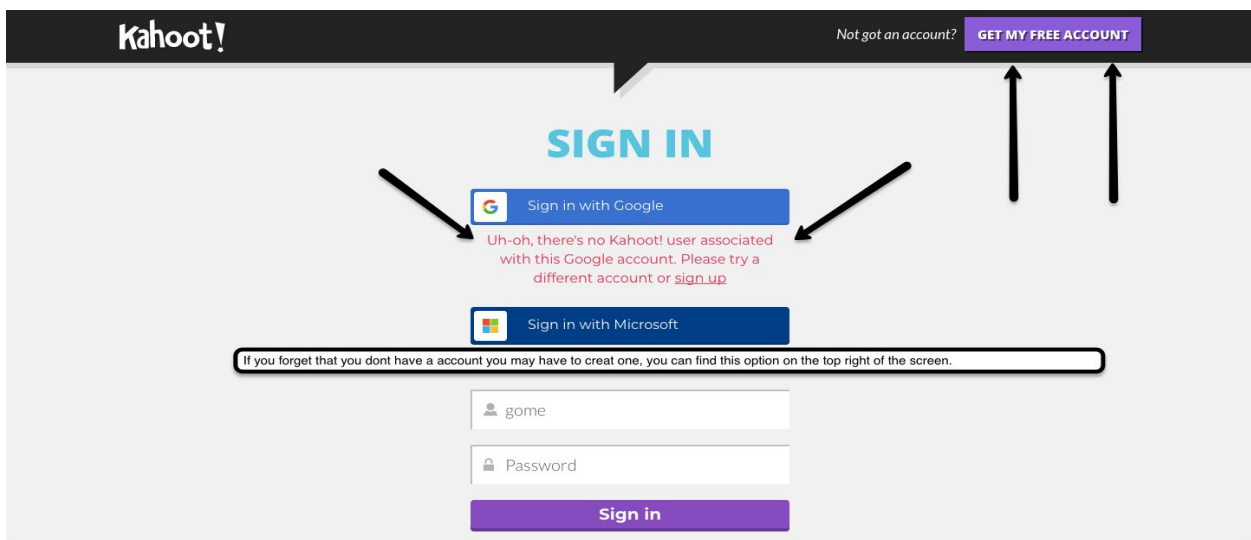 Kahoot!
Not got an account?
GET MY FREE ACCOUNT
SIGN IN
Sign in with Google
Uh-oh, there's no Kahoot! user associated
with this Google account. Please try a
different account or sign up
Sign in with Microsoft
If you forget that you dont have a account you may have to creat one, you can find this option on the top right of the screen.
gome
Password
Sign in